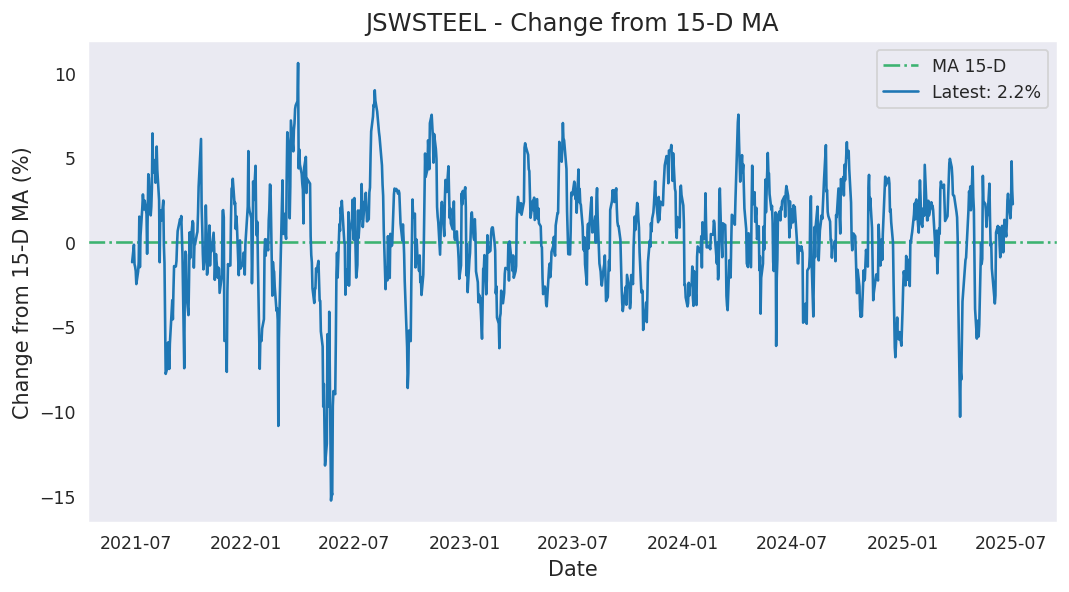 JSWSTEEL - Change from 15-D MA
MA 15-D
Latest: 2.2%
Change from 15-D MA (%)
10
5
0
−5
−10
−15
2021-07 2022-01 2022-07 2023-01 2023-07 2024-01 2024-07 2025-01 2025-07
Date